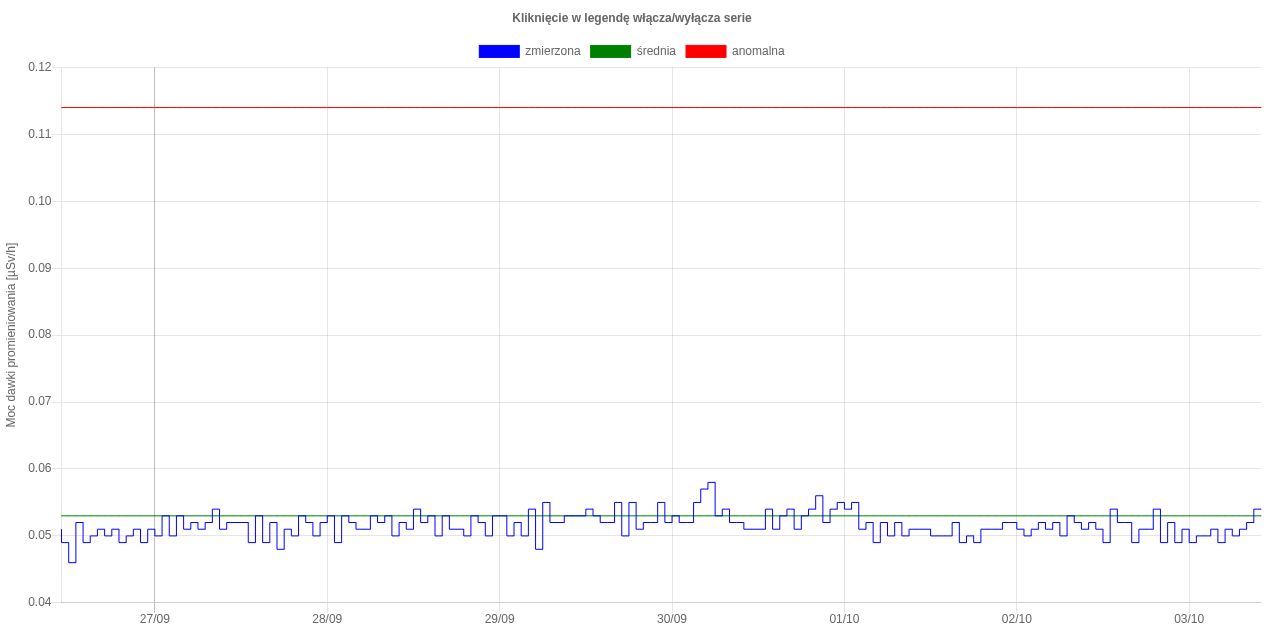 Kliknięcie w legendę włącza/wyłącza serie
zmierzona średnia anomalna
Moc dawki promieniowania [µSv/h]
0.12
0.11
0.10
0.09
0.08
0.07
0.06
0.05
0.04
27/09 28/09 29/09 30/09 01/10 02/10 03/10